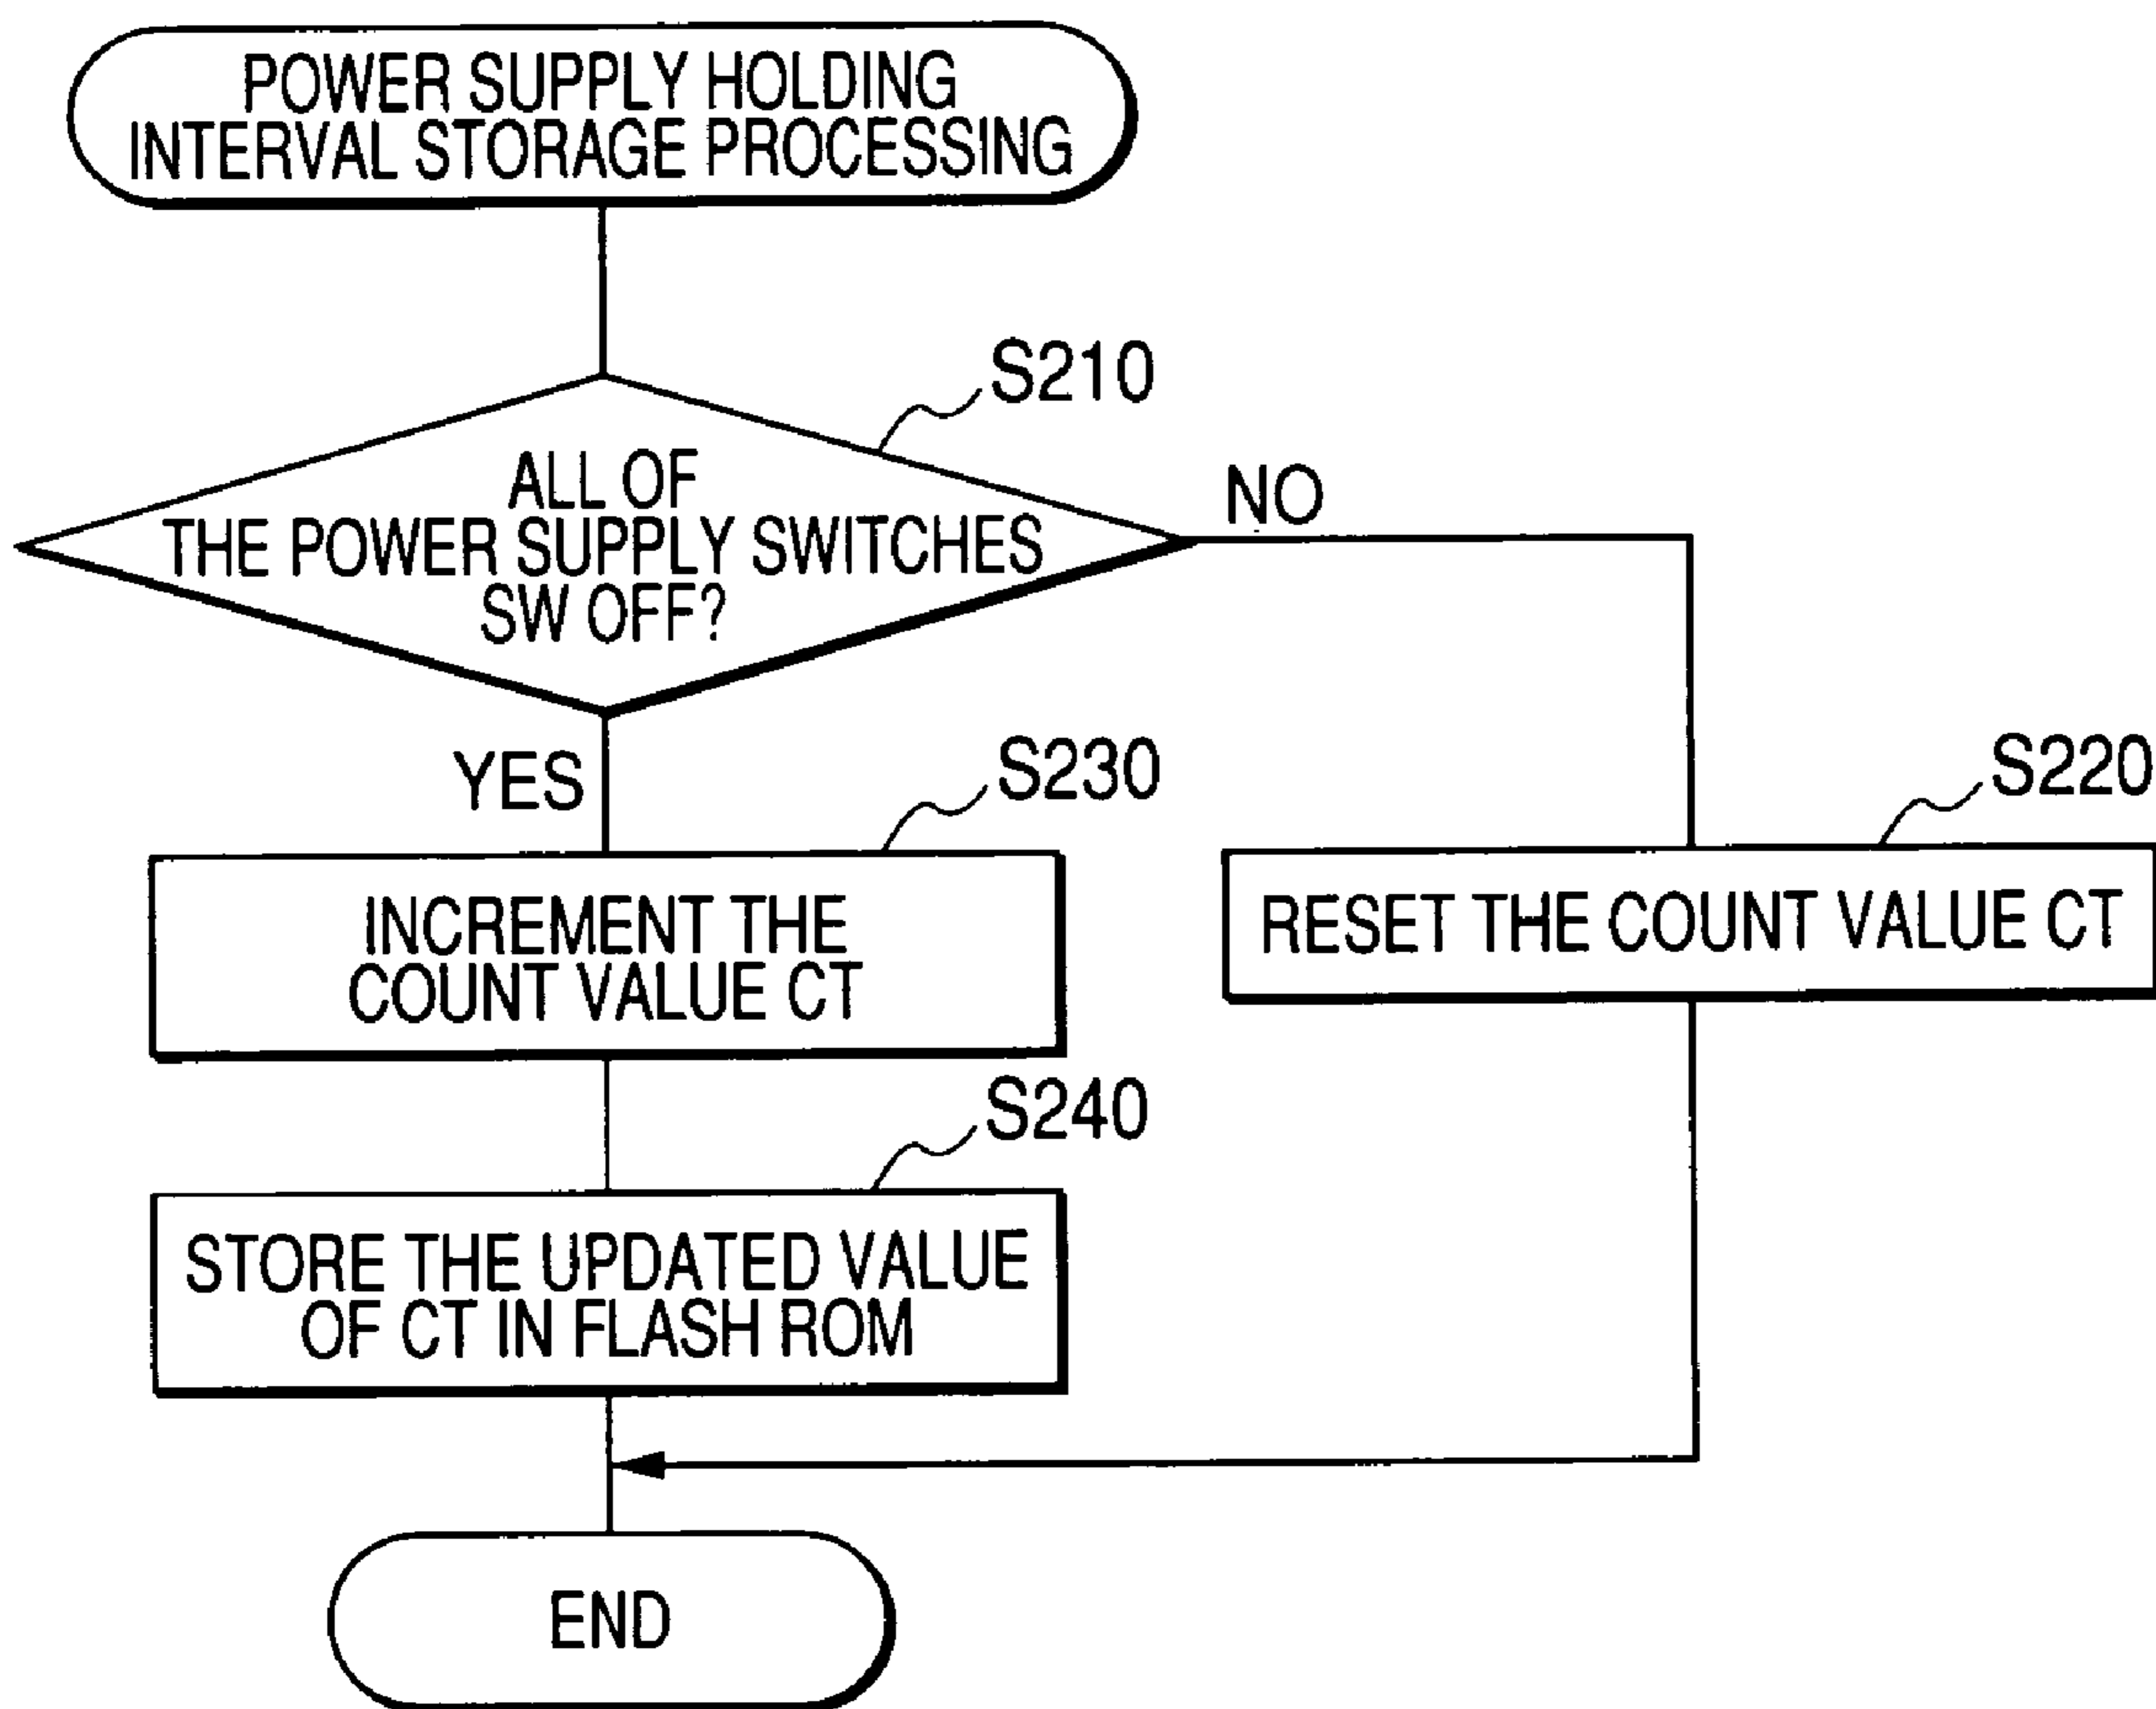 POWER SUPPLY HOLDING
INTERVAL STORAGE PROCESSING
S210
ALL OF
THE POWER SUPPLY SWITCHES
SW OFF?
NO
YES
S230
INCREMENT THE
COUNT VALUE CT
S220
RESET THE COUNT VALUE CT
S240
STORE THE UPDATED VALUE
OF CT IN FLASH ROM
END